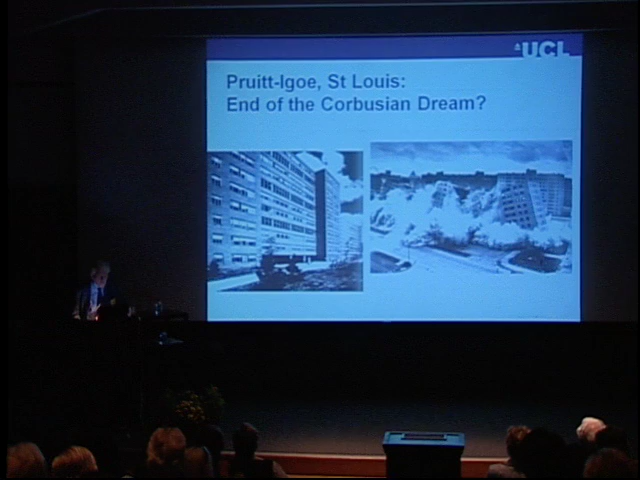 UCL
Pruitt-Igoe, St Louis:
End of the Corbusian Dream?